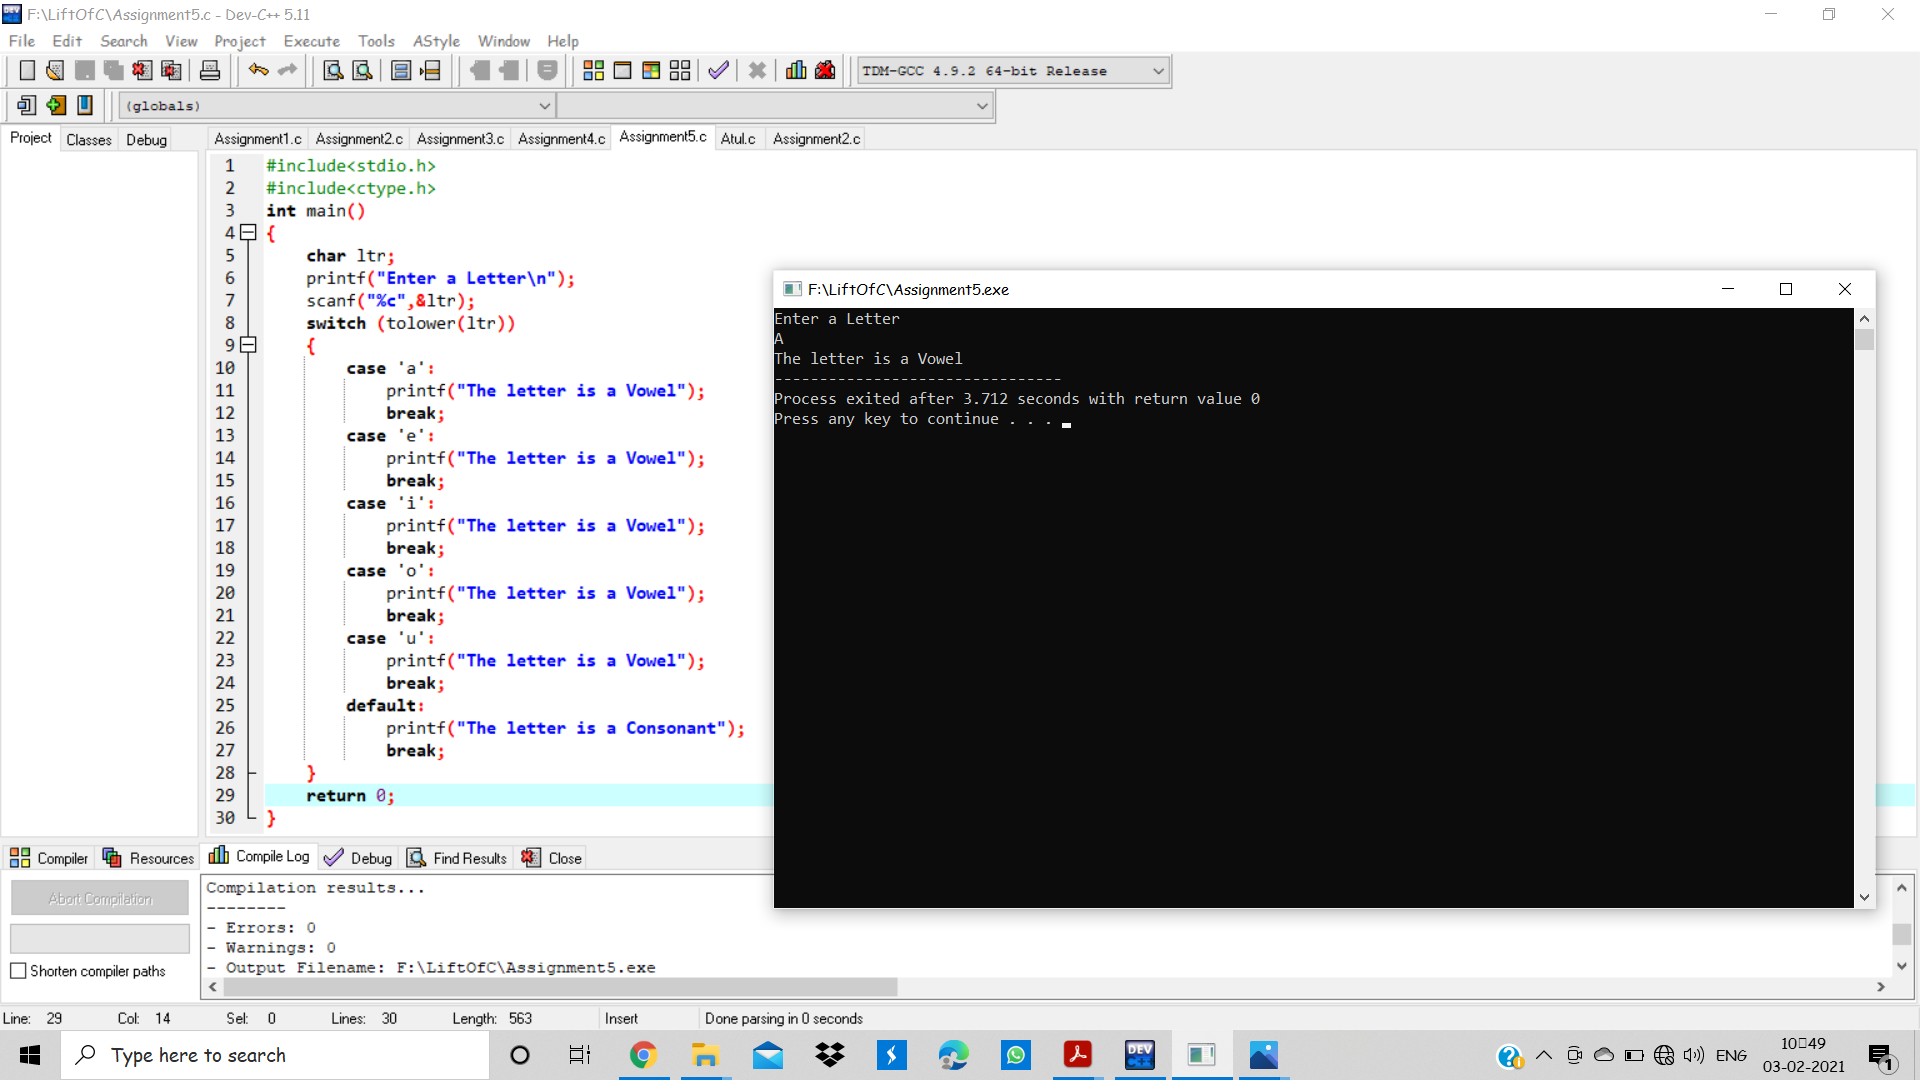 F:\LiftOfC\Assignment5.c - Dev-C++ 5.11
File Edit Search View Project Execute Tools AStyle Window Help
TDM-GCC 4.9.2 64-bit Release
(globals)
Project Classes Debug
Assignment1.c Assignment2.c Assignment3.c Assignment4.c Assignment5.c Atul.c Assignment2.c
1 #include<stdio.h>
2 #include<ctype.h>
3 int main()
4 {
5 char ltr;
6 printf("Enter a Letter\n");
7 scanf("%c",&ltr);
8 switch (tolower(ltr))
9 {
10 case 'a':
11 printf("The letter is a Vowel");
12 break;
13 case 'e':
14 printf("The letter is a Vowel");
15 break;
16 case 'i':
17 printf("The letter is a Vowel");
18 break;
19 case 'o':
20 printf("The letter is a Vowel");
21 break;
22 case 'u':
23 printf("The letter is a Vowel");
24 break;
25 default:
26 printf("The letter is a Consonant");
27 break;
28 }
29 return 0;
30 }
F:\LiftOfC\Assignment5.exe
Enter a Letter
A
The letter is a Vowel
--------------------------------
Process exited after 3.712 seconds with return value 0
Press any key to continue . . .
Compiler Resources Compile Log Debug Find Results Close
Abort Compilation
Shorten compiler paths
Compilation results...
--------
- Errors: 0
- Warnings: 0
- Output Filename: F:\LiftOfC\Assignment5.exe
Line: 29 Col: 14 Sel: 0 Lines: 30 Length: 563 Insert Done parsing in 0 seconds
Type here to search
DEV C++
ENG
10:49
03-02-2021
1